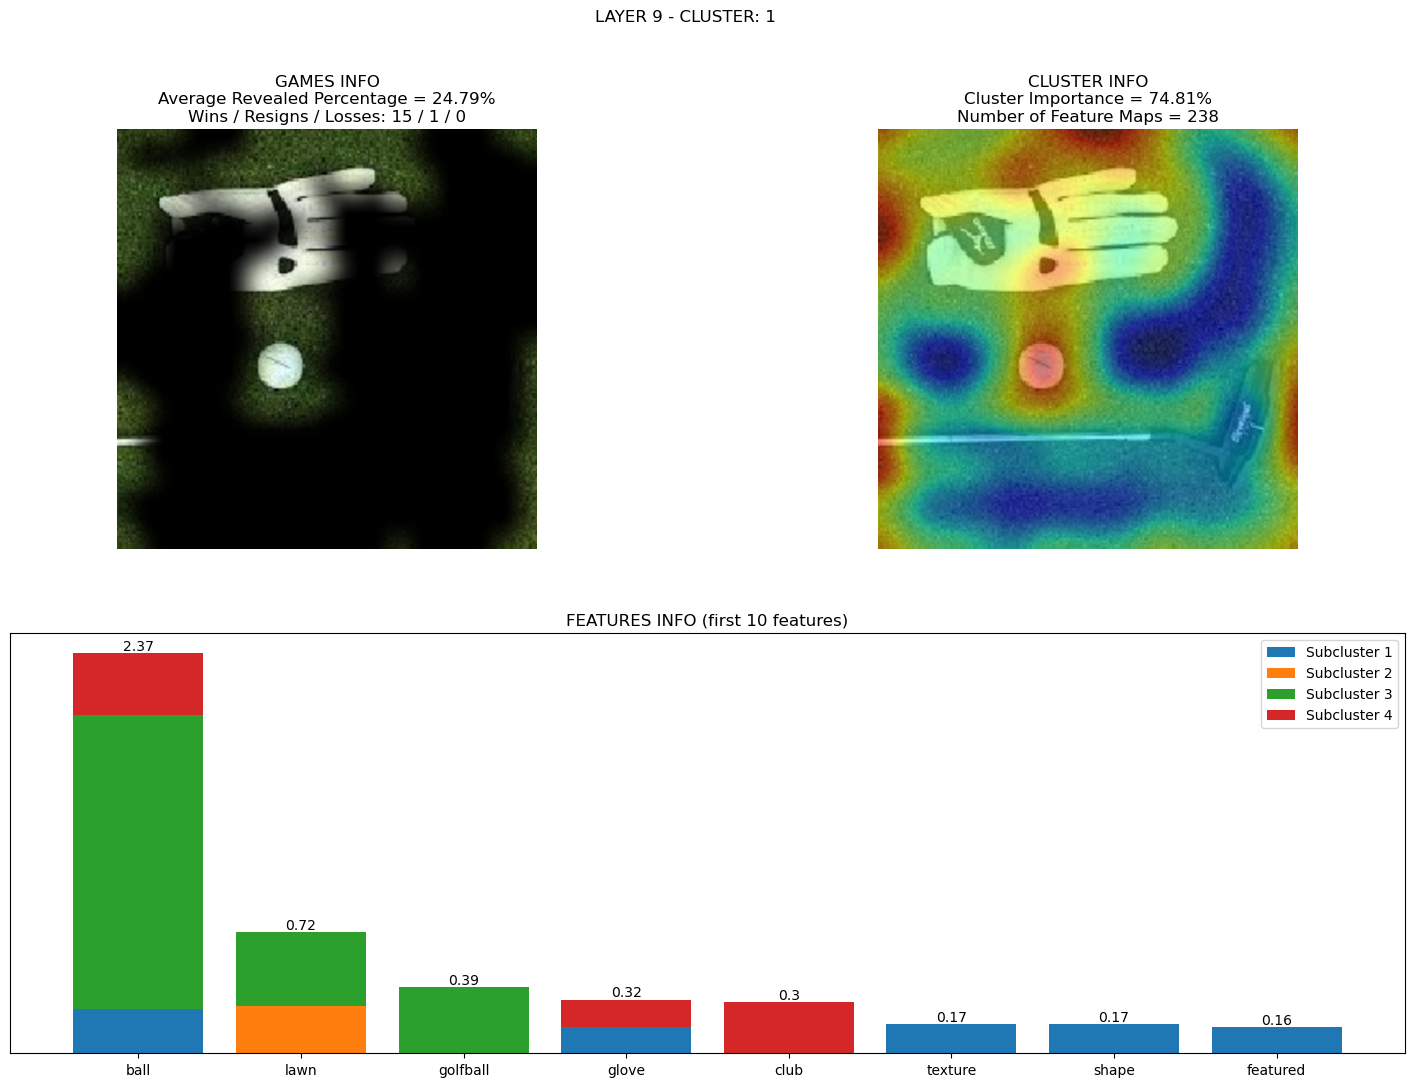 LAYER 9 - CLUSTER: 1
GAMES INFO
Average Revealed Percentage = 24.79%
Wins / Resigns / Losses: 15 / 1 / 0
CLUSTER INFO
Cluster Importance = 74.81%
Number of Feature Maps = 238
FEATURES INFO (first 10 features)
2.37
0.72
0.39
0.32
0.3
0.17
0.17
0.16
Subcluster 1
Subcluster 2
Subcluster 3
Subcluster 4
ball lawn golfball glove club texture shape featured